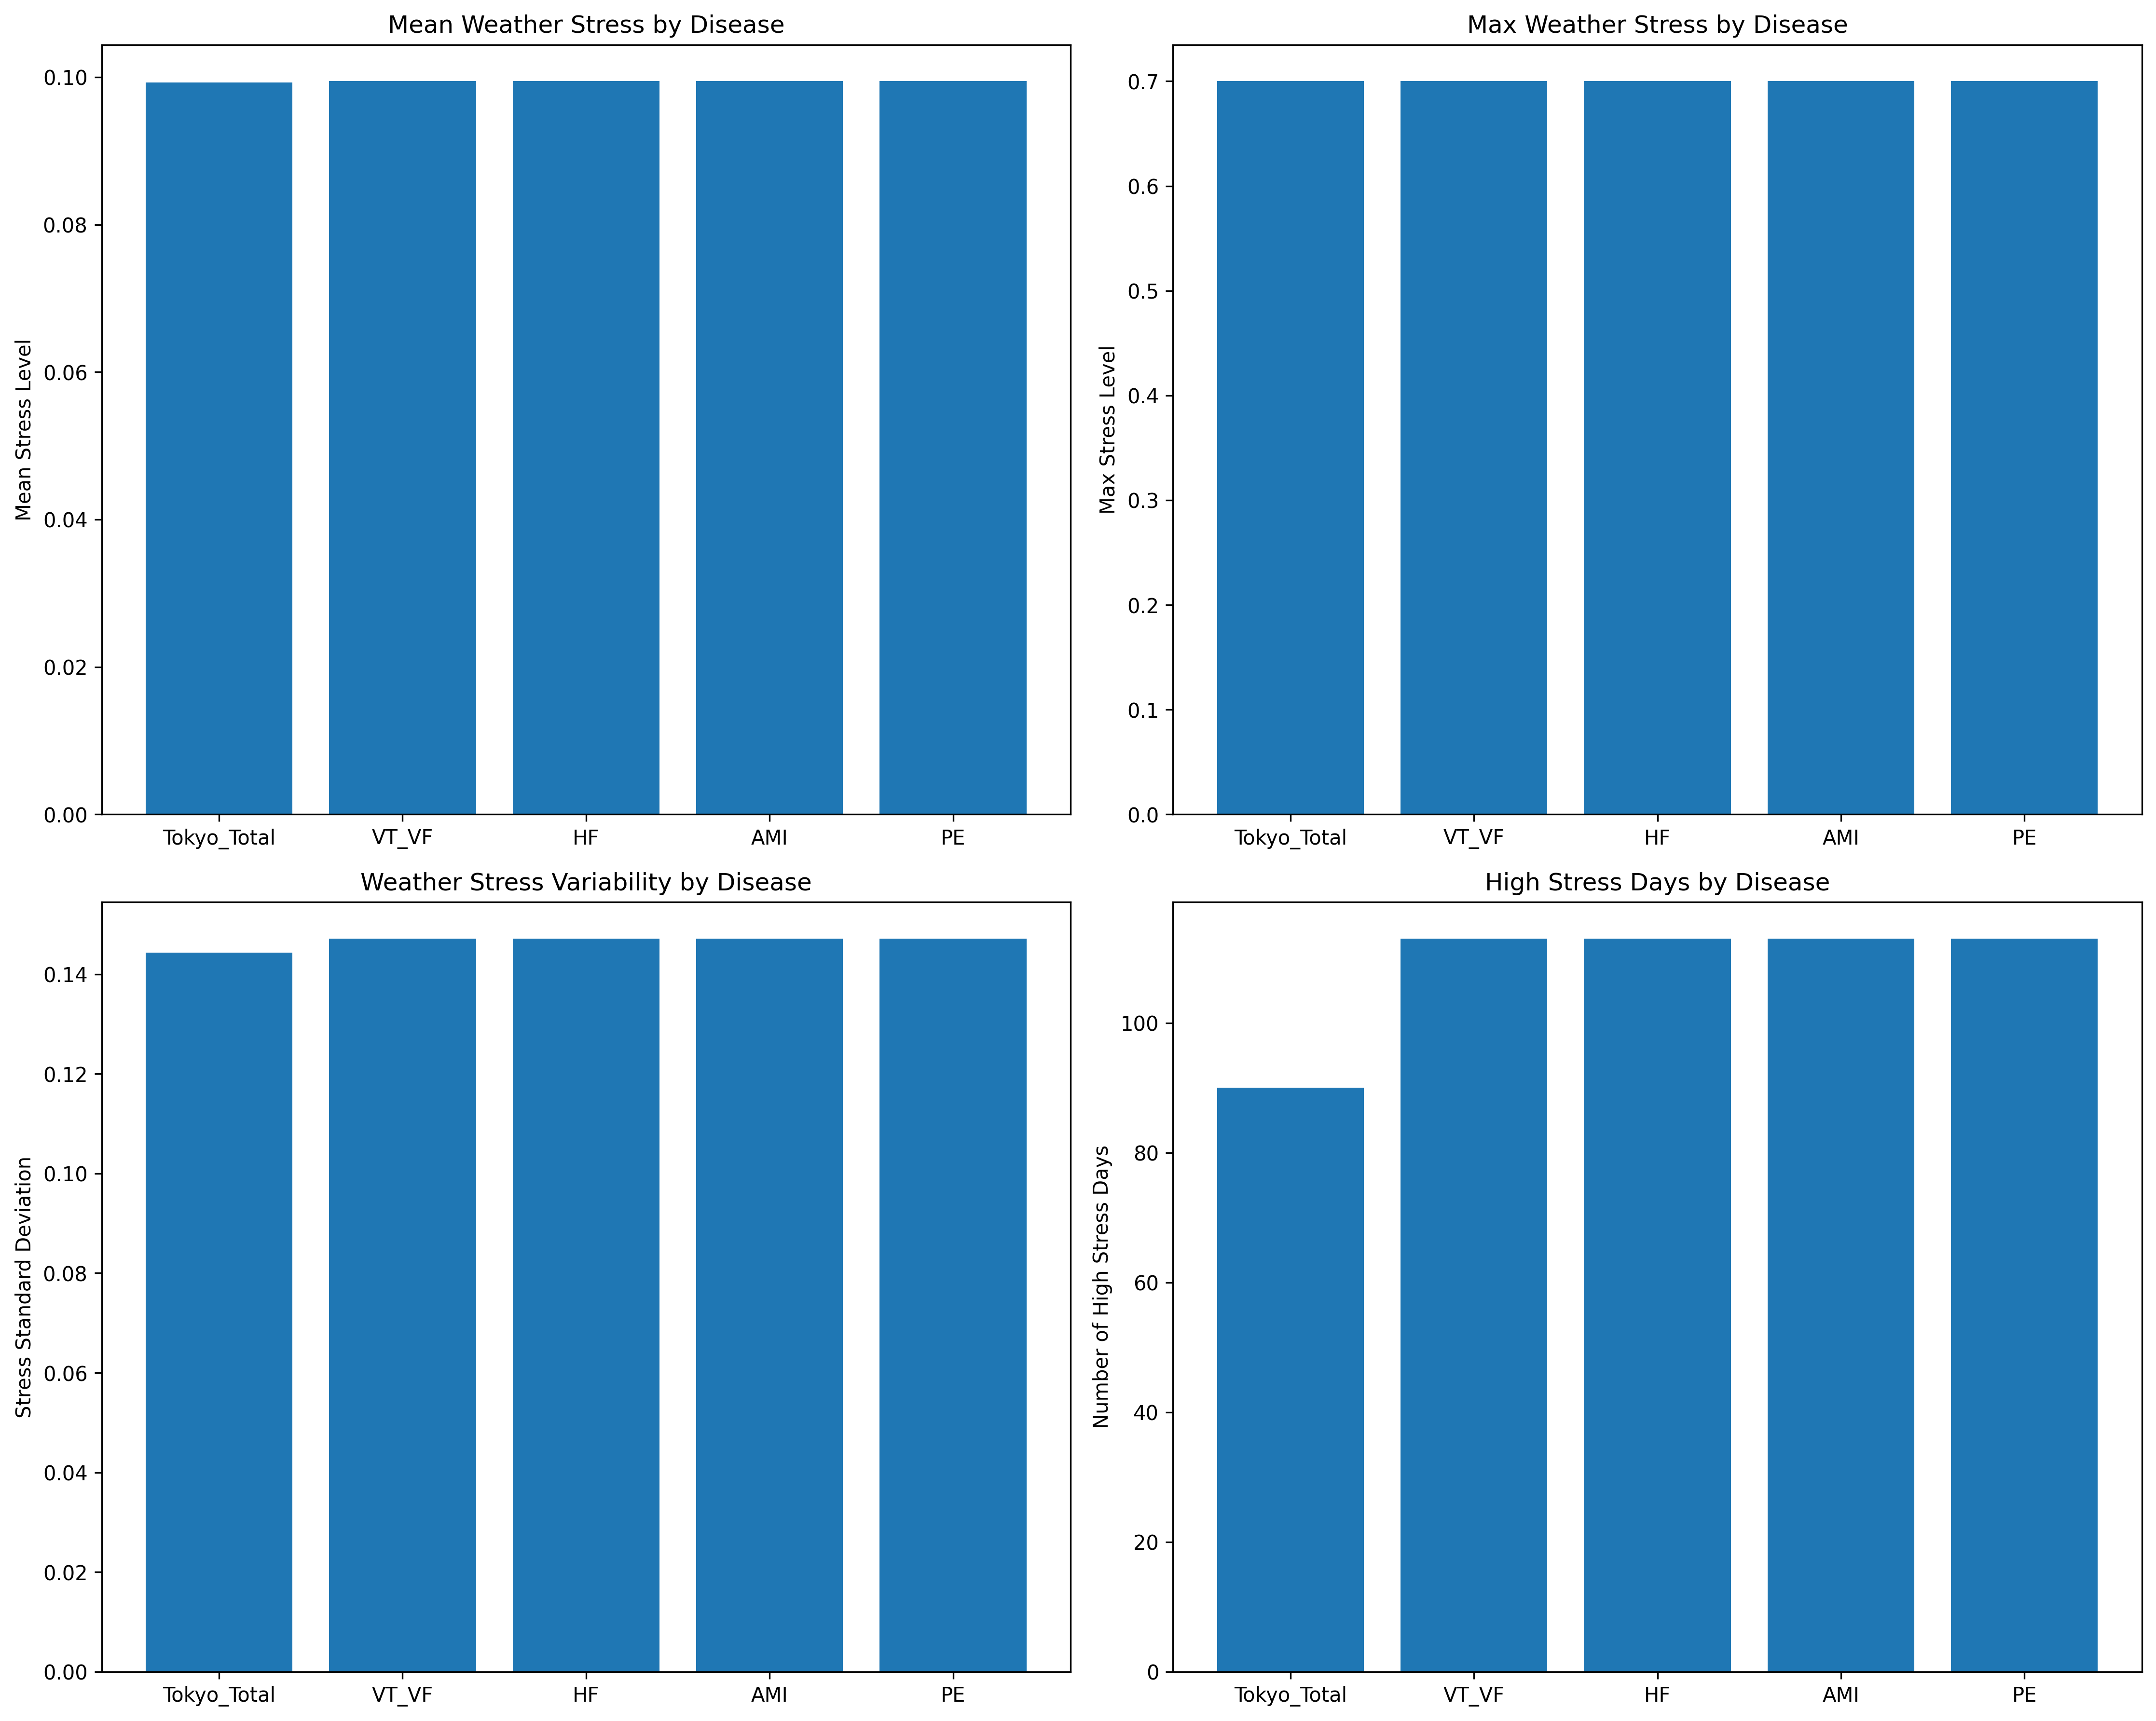 Mean Weather Stress by Disease
Mean Stress Level
0.10
0.08
0.06
0.04
0.02
0.00
Tokyo_Total VT_VF HF AMI PE
Max Weather Stress by Disease
Max Stress Level
0.7
0.6
0.5
0.4
0.3
0.2
0.1
0.0
Tokyo_Total VT_VF HF AMI PE
Weather Stress Variability by Disease
Stress Standard Deviation
0.14
0.12
0.10
0.08
0.06
0.04
0.02
0.00
Tokyo_Total VT_VF HF AMI PE
High Stress Days by Disease
Number of High Stress Days
100
80
60
40
20
0
Tokyo_Total VT_VF HF AMI PE